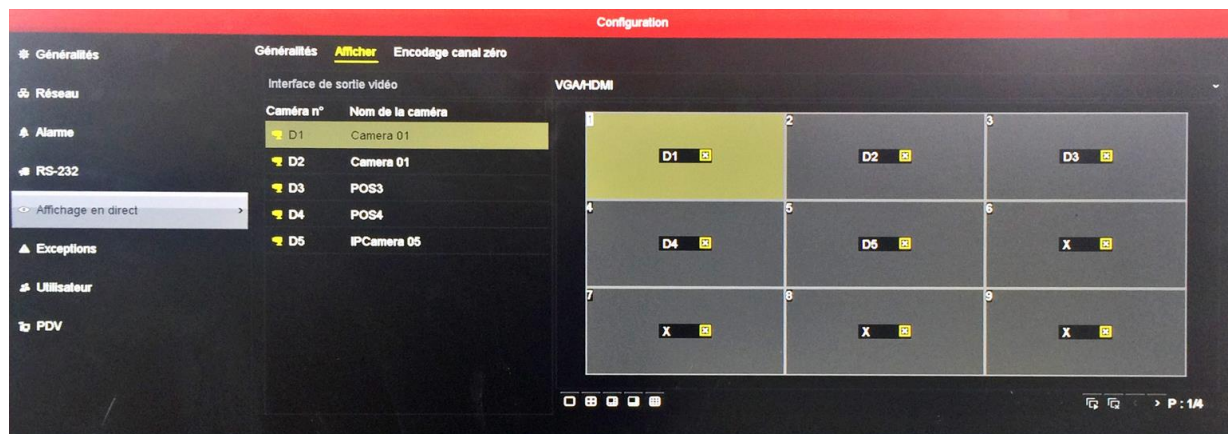 Configuration
Généralités
Réseau
Alarme
RS-232
Affichage en direct >
Exceptions
Utilisateur
PDV
Généralités Afficher Encodage canal zéro
Interface de sortie vidéo VGA/HDMI
Caméra n° Nom de la caméra
D1 Camera 01
D2 Camera 01
D3 POS3
D4 POS4
D5 IPCamera 05
1 2 3
D1 D2 D3
4 5 6
D4 D5 X
7 8 9
X X X
< > P : 1/4